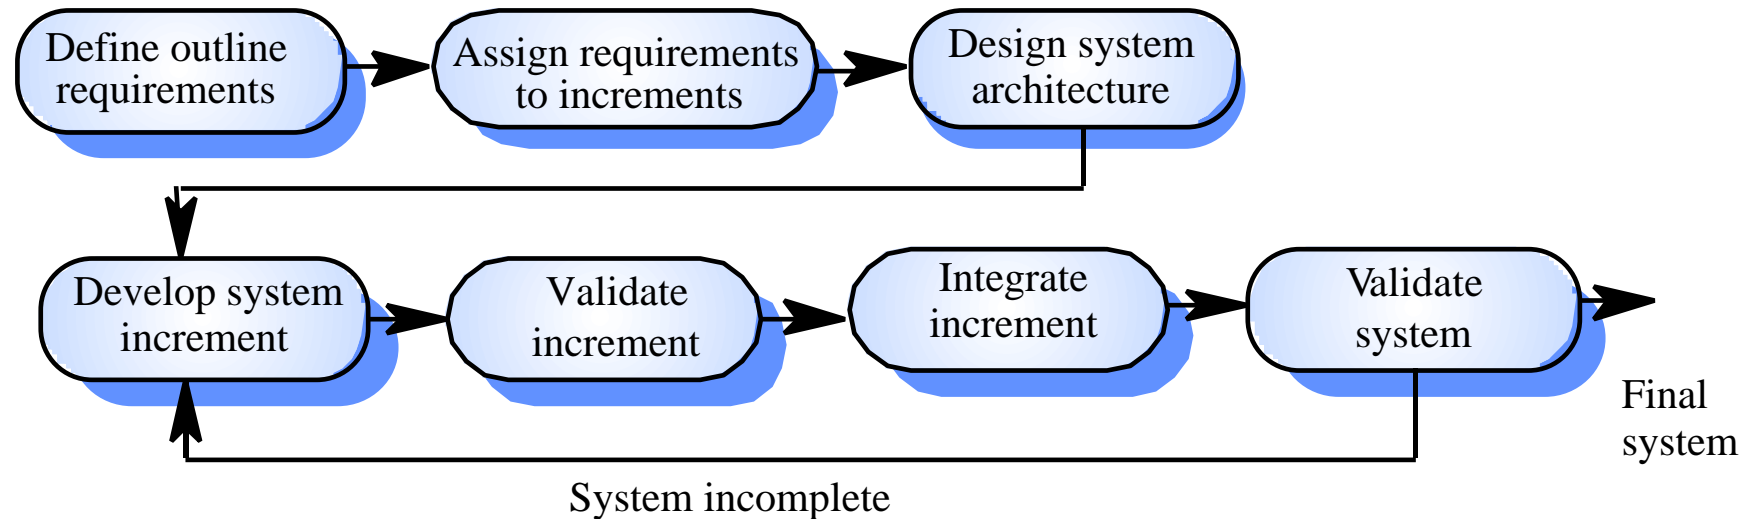 Define outline
requirements
Assign requirements
to increments
Design system
architecture
Develop system
increment
Validate
increment
Integrate
increment
Validate
system
Final
system
System incomplete